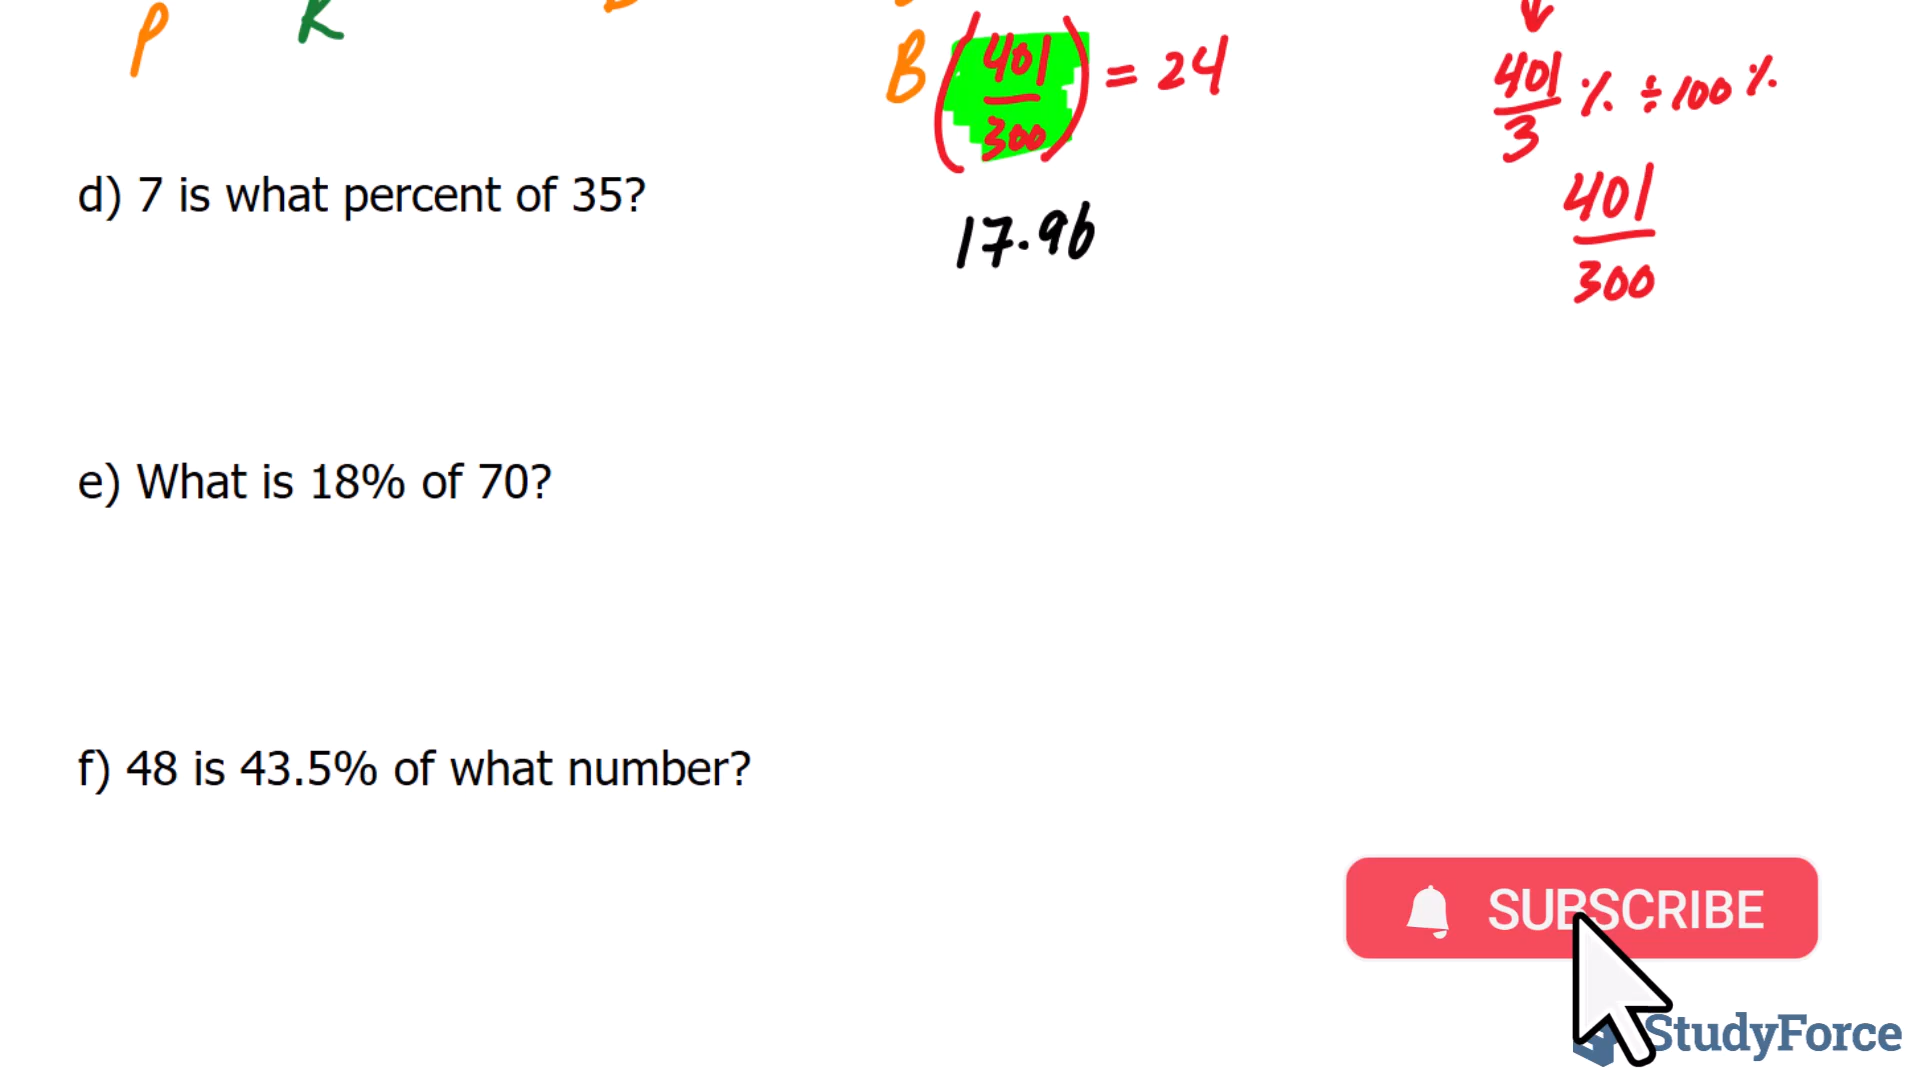 P R
B(401/300) = 24
401/3 % ÷ 100%
d) 7 is what percent of 35?
17.96
401/300
e) What is 18% of 70?
f) 48 is 43.5% of what number?
SUBSCRIBE
StudyForce